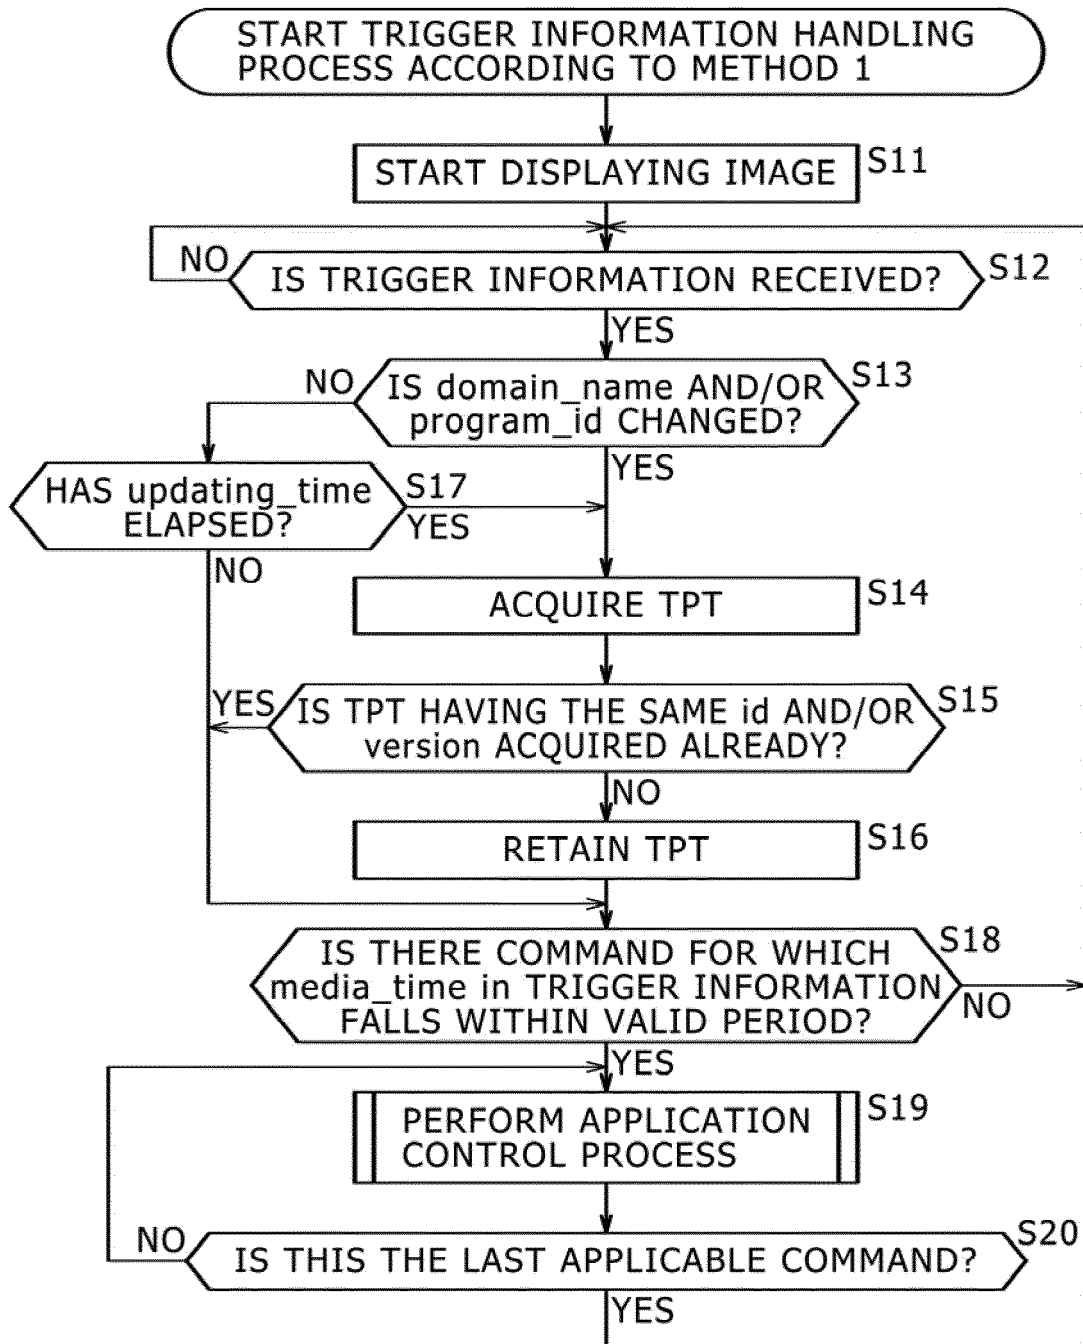 START TRIGGER INFORMATION HANDLING
PROCESS ACCORDING TO METHOD 1
START DISPLAYING IMAGE
S11
NO
IS TRIGGER INFORMATION RECEIVED?
S12
YES
NO
IS domain_name AND/OR
program_id CHANGED?
S13
YES
HAS updating_time
ELAPSED?
S17
YES
NO
ACQUIRE TPT
S14
YES
IS TPT HAVING THE SAME id AND/OR
version ACQUIRED ALREADY?
S15
NO
RETAIN TPT
S16
IS THERE COMMAND FOR WHICH
media_time in TRIGGER INFORMATION
FALLS WITHIN VALID PERIOD?
S18
NO
YES
PERFORM APPLICATION
CONTROL PROCESS
S19
NO
IS THIS THE LAST APPLICABLE COMMAND?
S20
YES